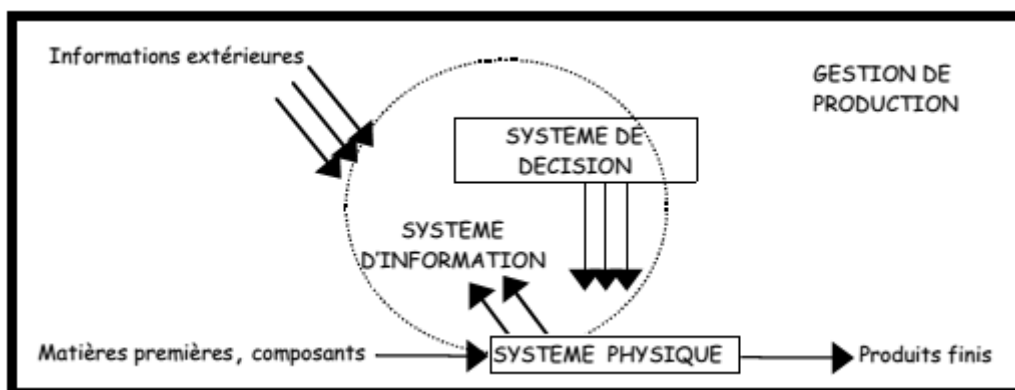 Informations extérieures
GESTION DE
PRODUCTION
SYSTEME DE
DECISION
SYSTEME
D'INFORMATION
Matières premières, composants
SYSTEME PHYSIQUE
Produits finis